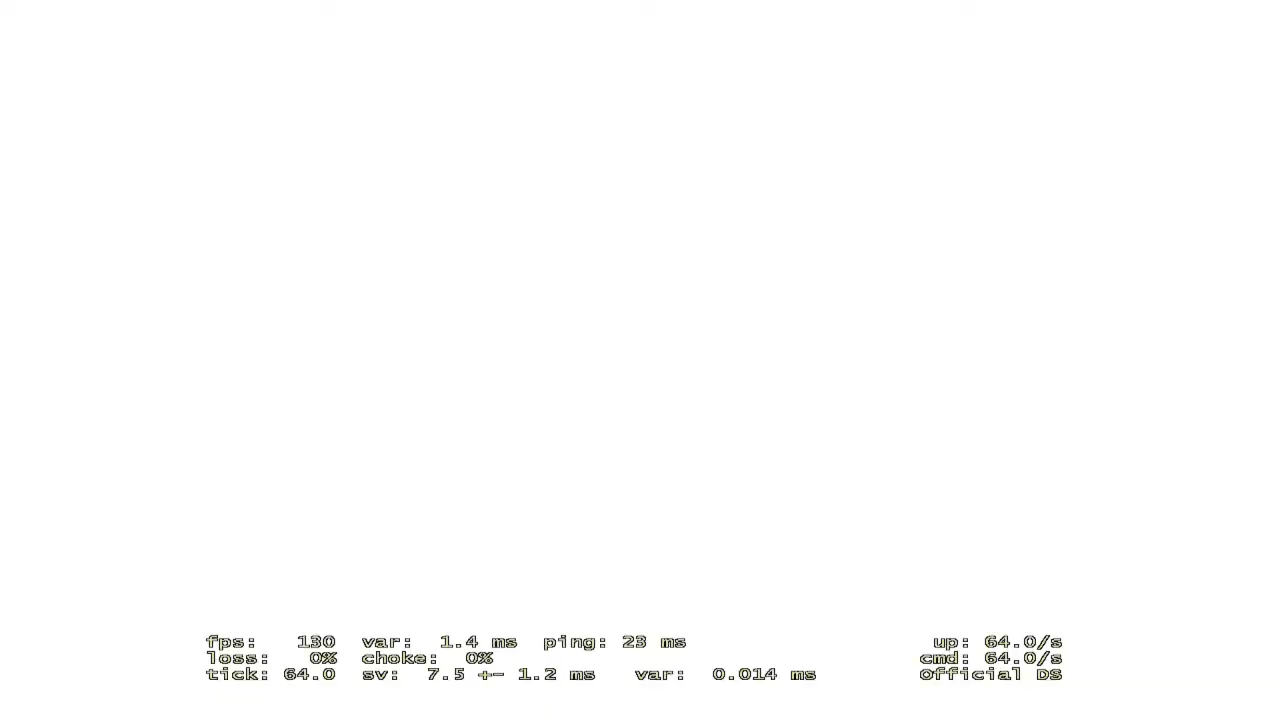 fps: 130 var: 1.4 ms ping: 23 ms up: 64.0/s
loss: 0% choke: 0% cmd: 64.0/s
tick: 64.0 sv: 7.5 +- 1.2 ms var: 0.014 ms Official DS